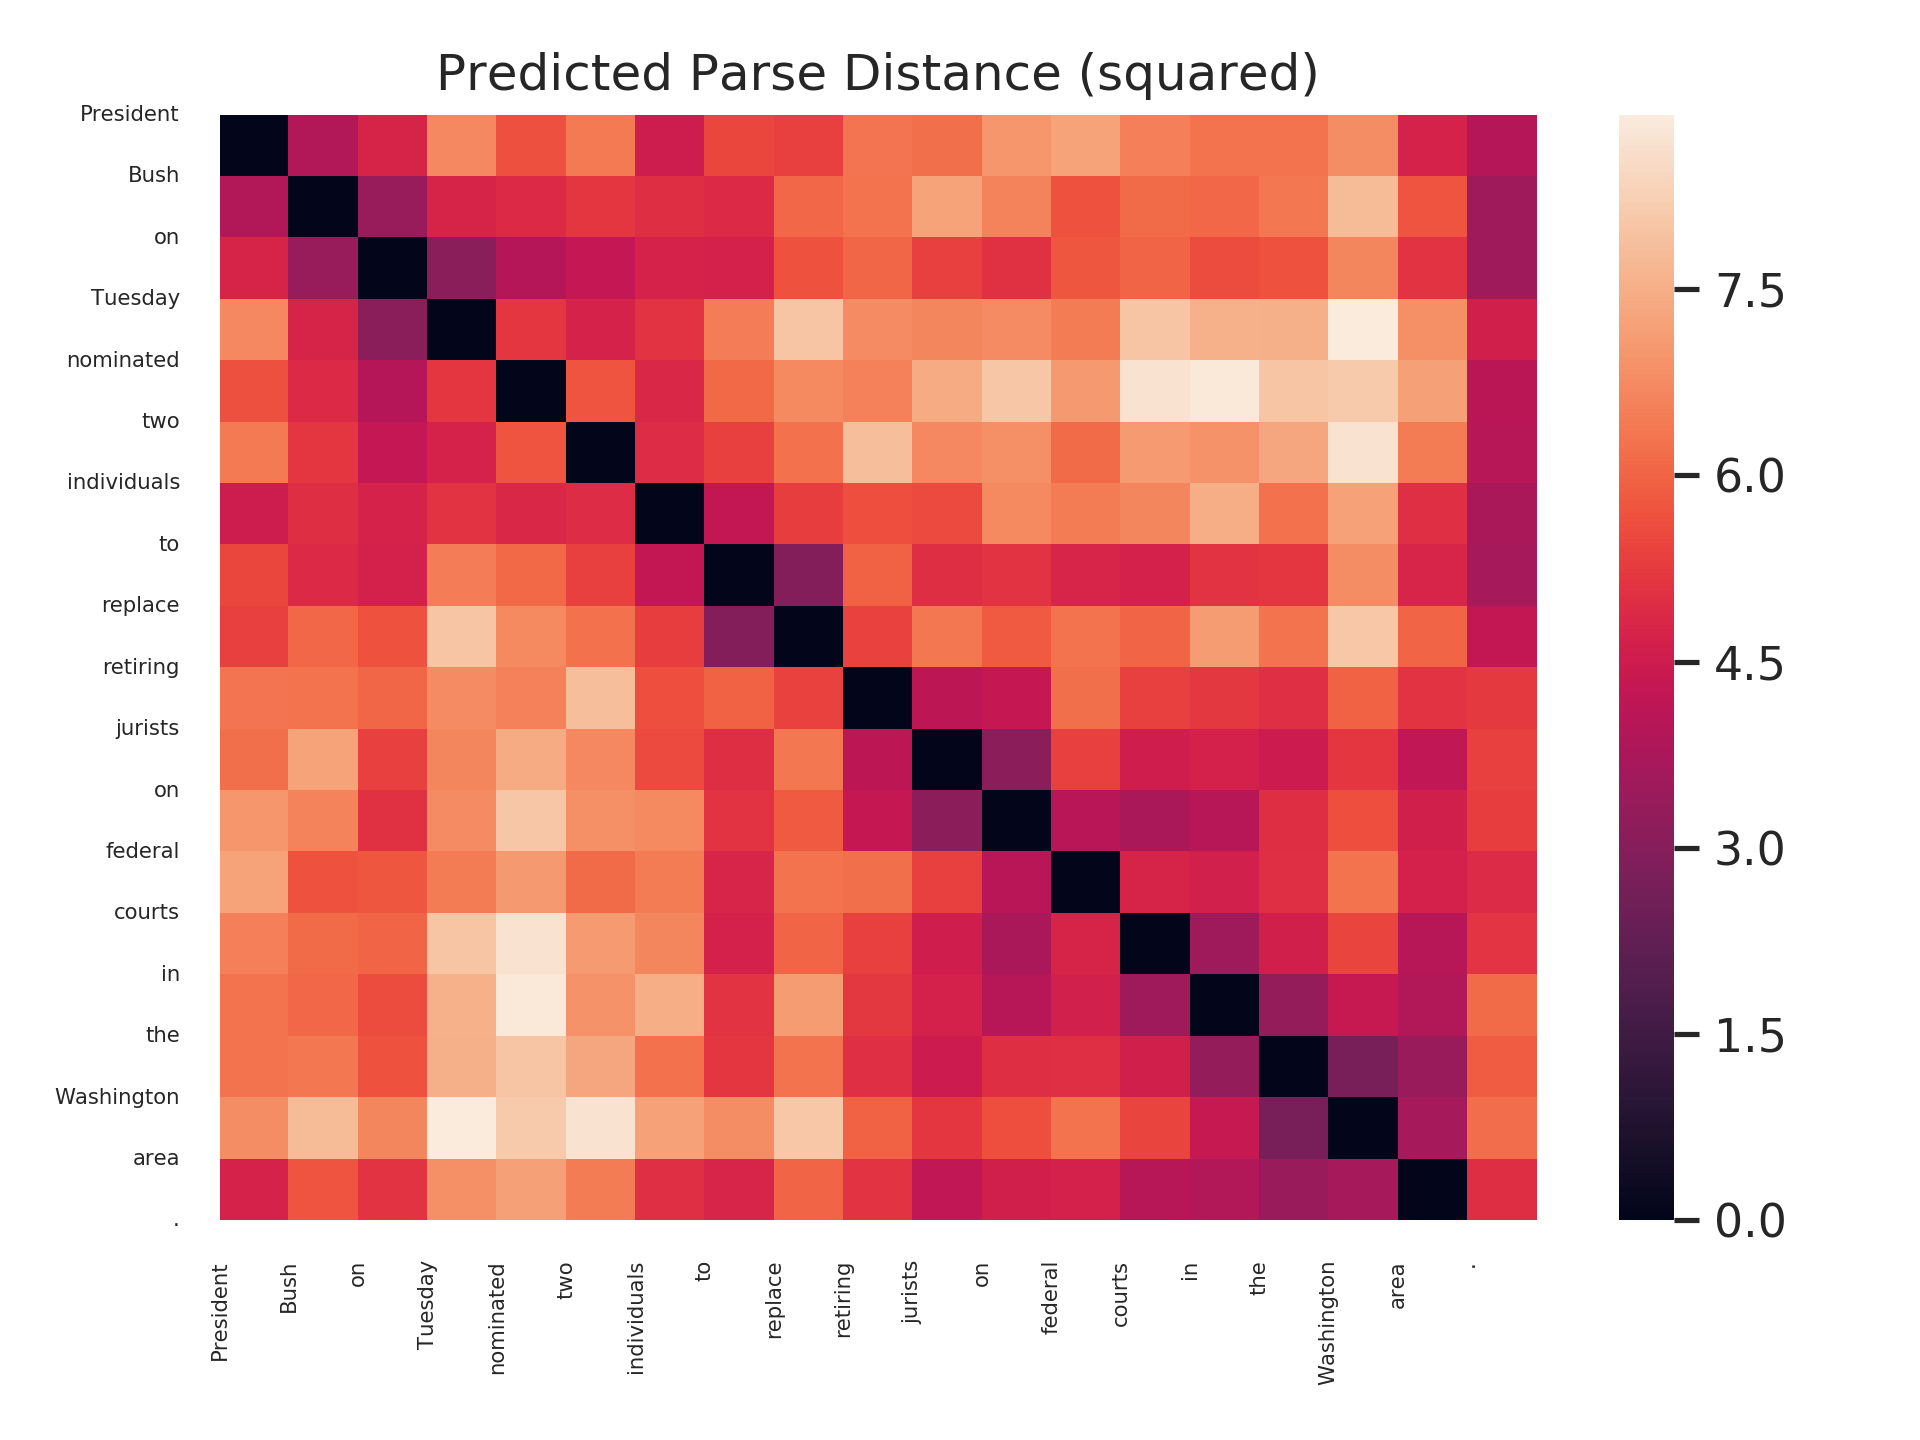 Predicted Parse Distance (squared)
President
Bush
on
Tuesday
nominated
two
individuals
to
replace
retiring
jurists
on
federal
courts
in
the
Washington
area
.
7.5
6.0
4.5
3.0
1.5
0.0
President
Bush
on
Tuesday
nominated
two
individuals
to
replace
retiring
jurists
on
federal
courts
in
the
Washington
area
.